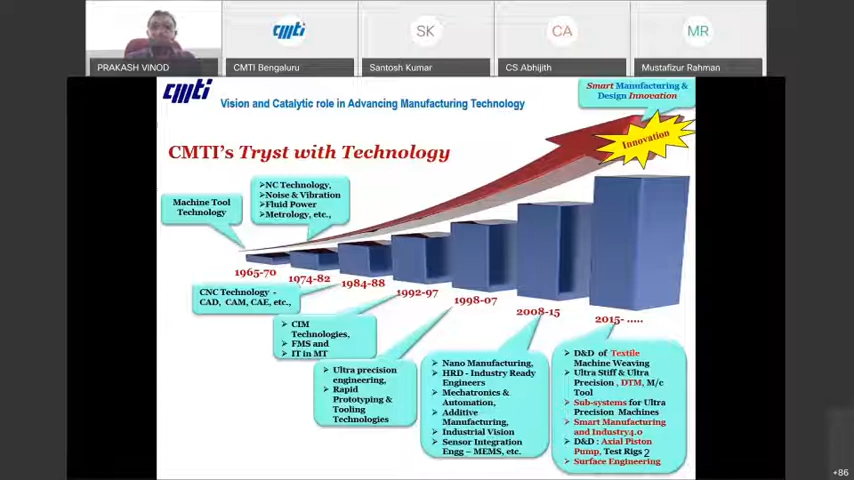 SK
CA
MR
PRAKASH VINOD
CMTI Bengaluru
Santosh Kumar
CS Abhijith
Mustafizur Rahman
cmti
cmti
Vision and Catalytic role in Advancing Manufacturing Technology
Smart Manufacturing &
Design Innovation
Innovation
CMTI's Tryst with Technology
Machine Tool
Technology
➢NC Technology,
➢Noise & Vibration
➢Fluid Power
➢Metrology, etc.,
1965-70
1974-82
1984-88
1992-97
1998-07
2008-15
2015- .....
CNC Technology -
CAD, CAM, CAE, etc.,
➢ CIM
Technologies,
➢ FMS and
➢ IT in MT
➢ Ultra precision
engineering,
➢ Rapid
Prototyping &
Tooling
Technologies
➢ Nano Manufacturing,
➢ HRD - Industry Ready
Engineers
➢ Mechatronics &
Automation,
➢ Additive
Manufacturing,
➢ Industrial Vision
➢ Sensor Integration
Engg – MEMS, etc.
➢ D&D of Textile
Machine Weaving
➢ Ultra Stiff & Ultra
Precision , DTM, M/c
Tool
➢ Sub-systems for Ultra
Precision Machines
➢ Smart Manufacturing
and Industry4.0
➢ D&D : Axial Piston
Pump, Test Rigs
➢ Surface Engineering
2
+86